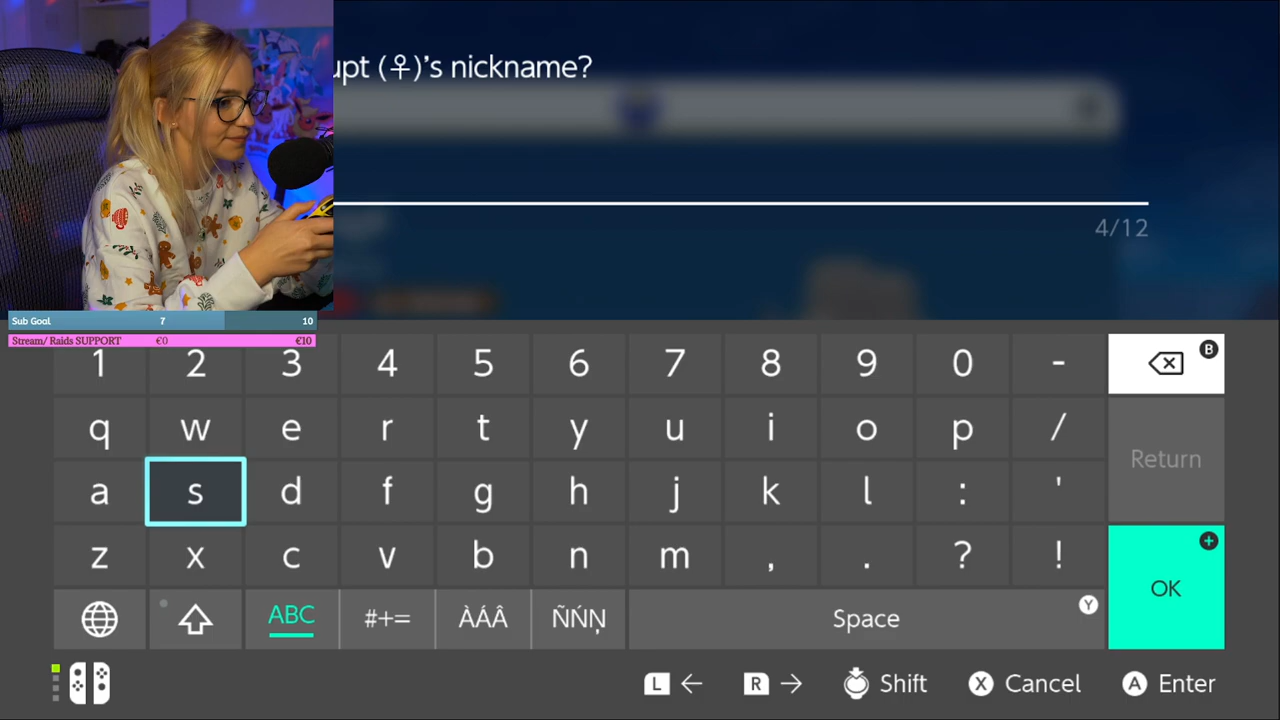 upt (♀)'s nickname?
4/12
Sub Goal 7 10
Stream/ Raids SUPPORT €0 €10
1 2 3 4 5 6 7 8 9 0 - B
q w e r t y u i o p /
Return
a s d f g h j k l : '
z x c v b n m , . ? ! +
OK
ABC #+= ÀÁÂ ÑŃŅ Space Y
L ← R → Shift X Cancel A Enter